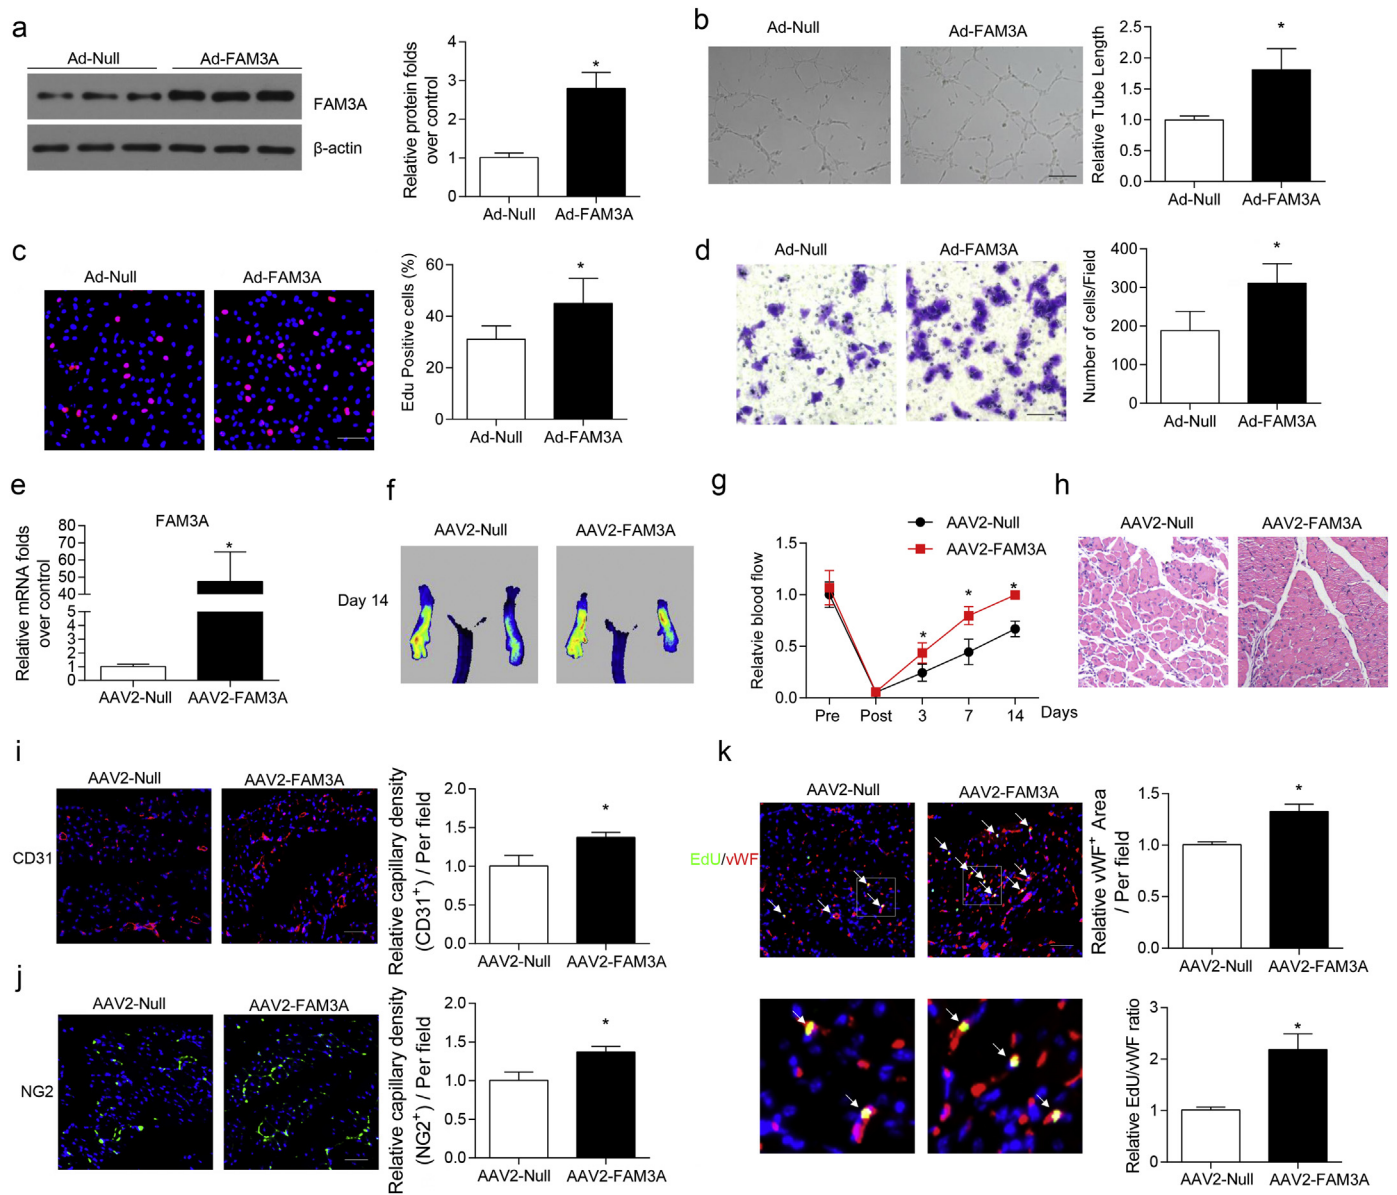 a
Ad-Null
Ad-FAM3A
FAM3A
β-actin
Relative protein folds
over control
4
3
2
1
0
*
Ad-Null
Ad-FAM3A
b
Ad-Null
Ad-FAM3A
Relative Tube Length
2.5
2.0
1.5
1.0
0.5
0.0
*
Ad-Null
Ad-FAM3A
c
Ad-Null
Ad-FAM3A
Edu Positive cells (%)
60
40
20
0
*
Ad-Null
Ad-FAM3A
d
Ad-Null
Ad-FAM3A
Number of cells/Field
400
300
200
100
0
*
Ad-Null
Ad-FAM3A
e
FAM3A
Relative mRNA folds
over control
80
70
60
50
40
5
4
3
2
1
0
*
AAV2-Null
AAV2-FAM3A
f
AAV2-Null
AAV2-FAM3A
Day 14
g
AAV2-Null
AAV2-FAM3A
Relatvie blood flow
1.5
1.0
0.5
0.0
*
*
*
Pre
Post
3
7
14
Days
h
AAV2-Null
AAV2-FAM3A
i
AAV2-Null
AAV2-FAM3A
CD31
Relative capillary density
(CD31+) / Per field
2.0
1.5
1.0
0.5
0.0
*
AAV2-Null
AAV2-FAM3A
j
AAV2-Null
AAV2-FAM3A
NG2
Relative capillary density
(NG2+) / Per field
2.0
1.5
1.0
0.5
0.0
*
AAV2-Null
AAV2-FAM3A
k
AAV2-Null
AAV2-FAM3A
EdU/vWF
Relative vWF+ Area
/ Per field
1.5
1.0
0.5
0.0
*
AAV2-Null
AAV2-FAM3A
Relative EdU/vWF ratio
3
2
1
0
*
AAV2-Null
AAV2-FAM3A